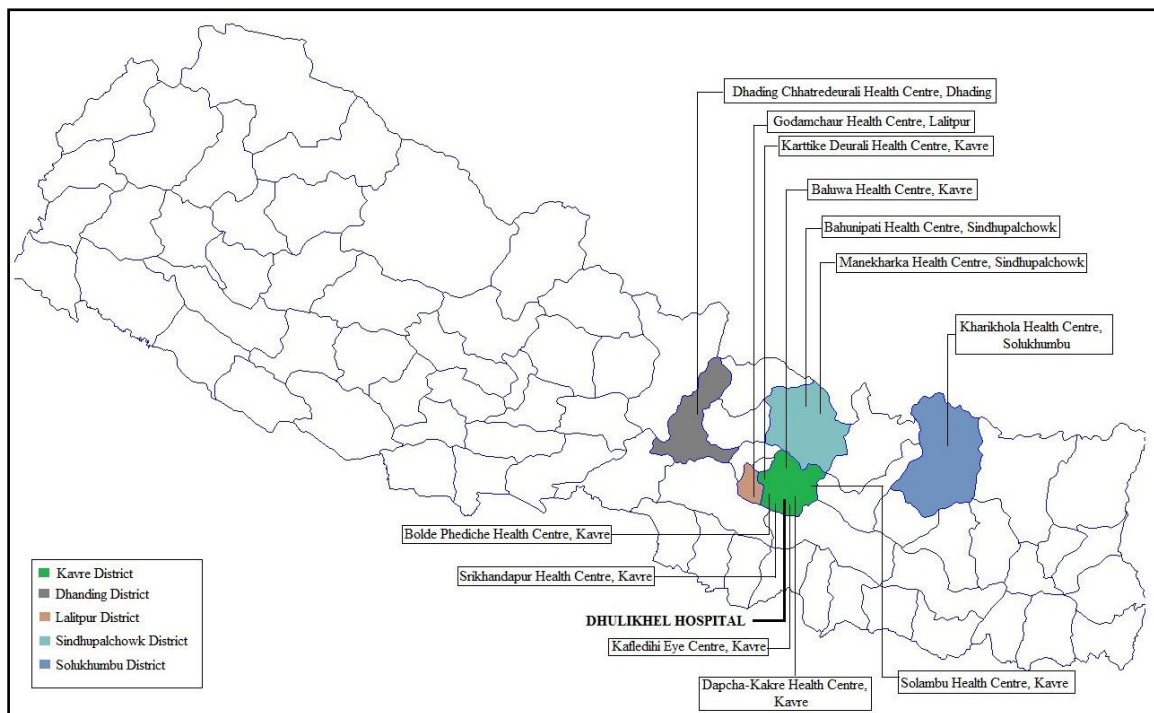 Dhading Chhatredeurali Health Centre, Dhading
Godamchaur Health Centre, Lalitpur
Karttike Deurali Health Centre, Kavre
Baluwa Health Centre, Kavre
Bahunipati Health Centre, Sindhupalchowk
Manekharka Health Centre, Sindhupalchowk
Kharikhola Health Centre,
Solukhumbu
Bolde Phediche Health Centre, Kavre
Srikhandapur Health Centre, Kavre
DHULIKHEL HOSPITAL
Kafledihi Eye Centre, Kavre
Dapcha-Kakre Health Centre,
Kavre
Solambu Health Centre, Kavre
Kavre District
Dhanding District
Lalitpur District
Sindhupalchowk District
Solukhumbu District